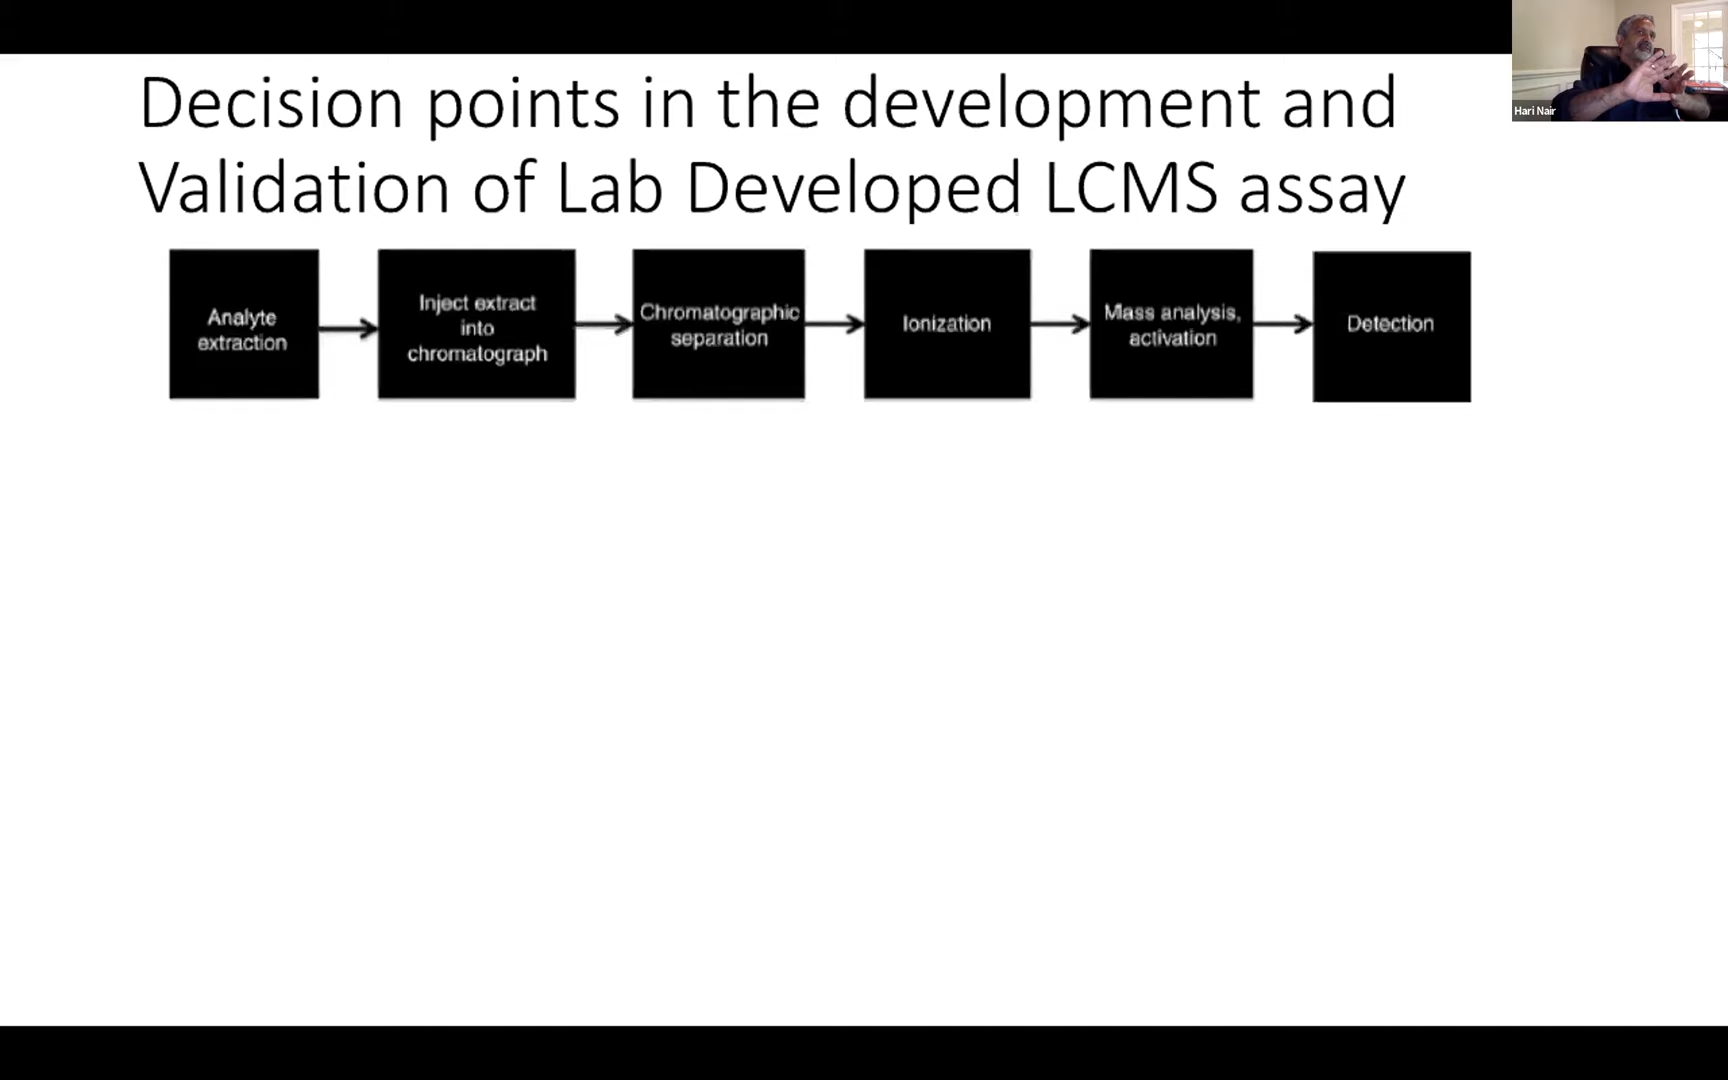 Decision points in the development and
Validation of Lab Developed LCMS assay
Analyte
extraction
Inject extract
into
chromatograph
Chromatographic
separation
Ionization
Mass analysis,
activation
Detection
Hari Nair